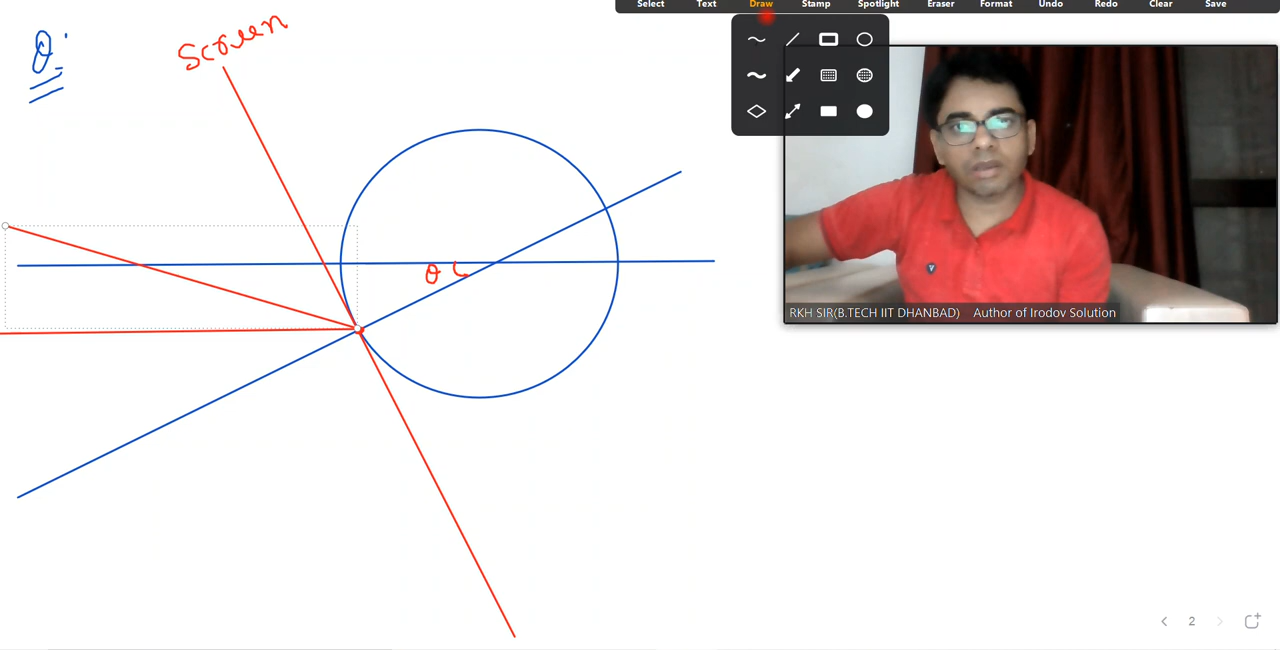 Select Text Draw Stamp Spotlight Eraser Format Undo Redo Clear Save
Q.
Screen
θ
RKH SIR(B.TECH IIT DHANBAD) Author of Irodov Solution
2